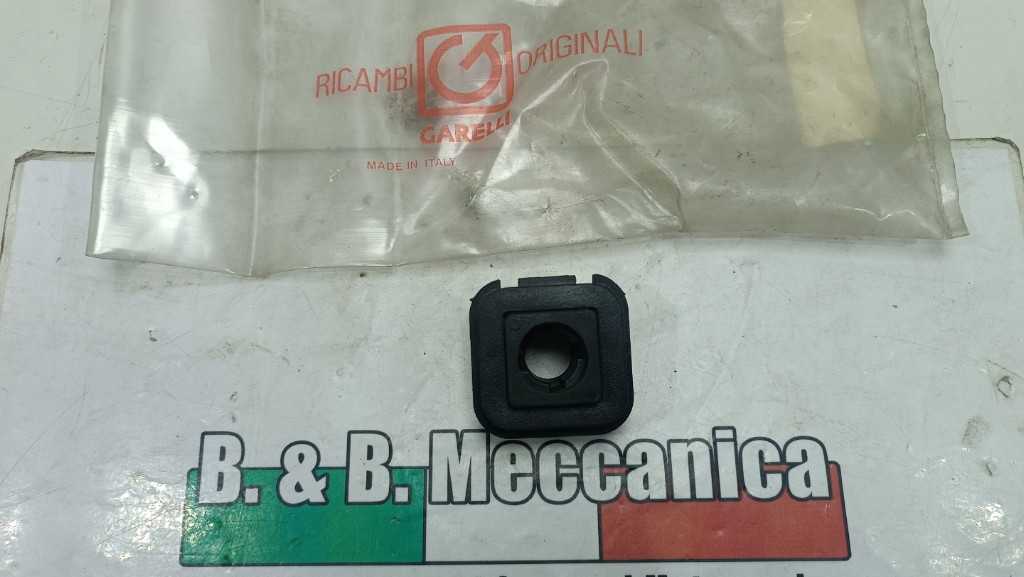 RICAMBI ORIGINALI
GARELLI
MADE IN ITALY
B. & B. Meccanica